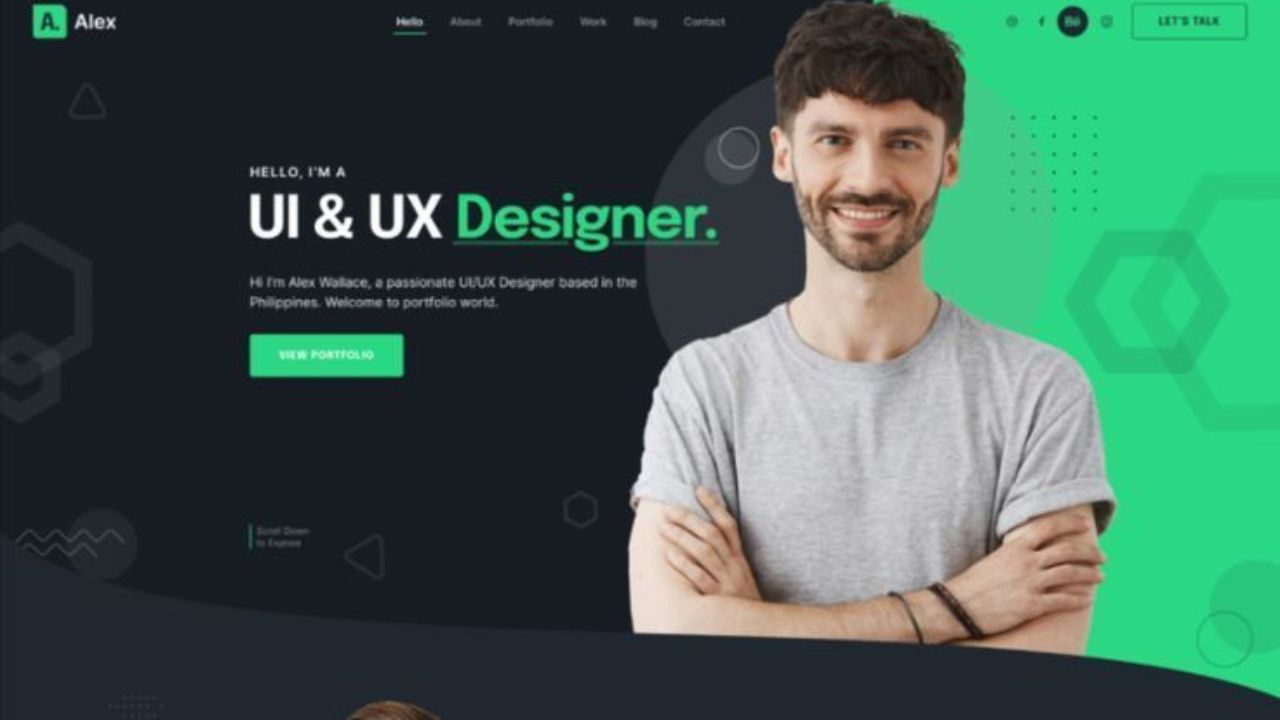 A. Alex
Hello About Portfolio Work Blog Contact
Bē LET'S TALK
HELLO, I'M A
UI & UX Designer.
Hi I'm Alex Wallace, a passionate UI/UX Designer based in the
Philippines. Welcome to portfolio world.
VIEW PORTFOLIO
Scroll Down
to Explore